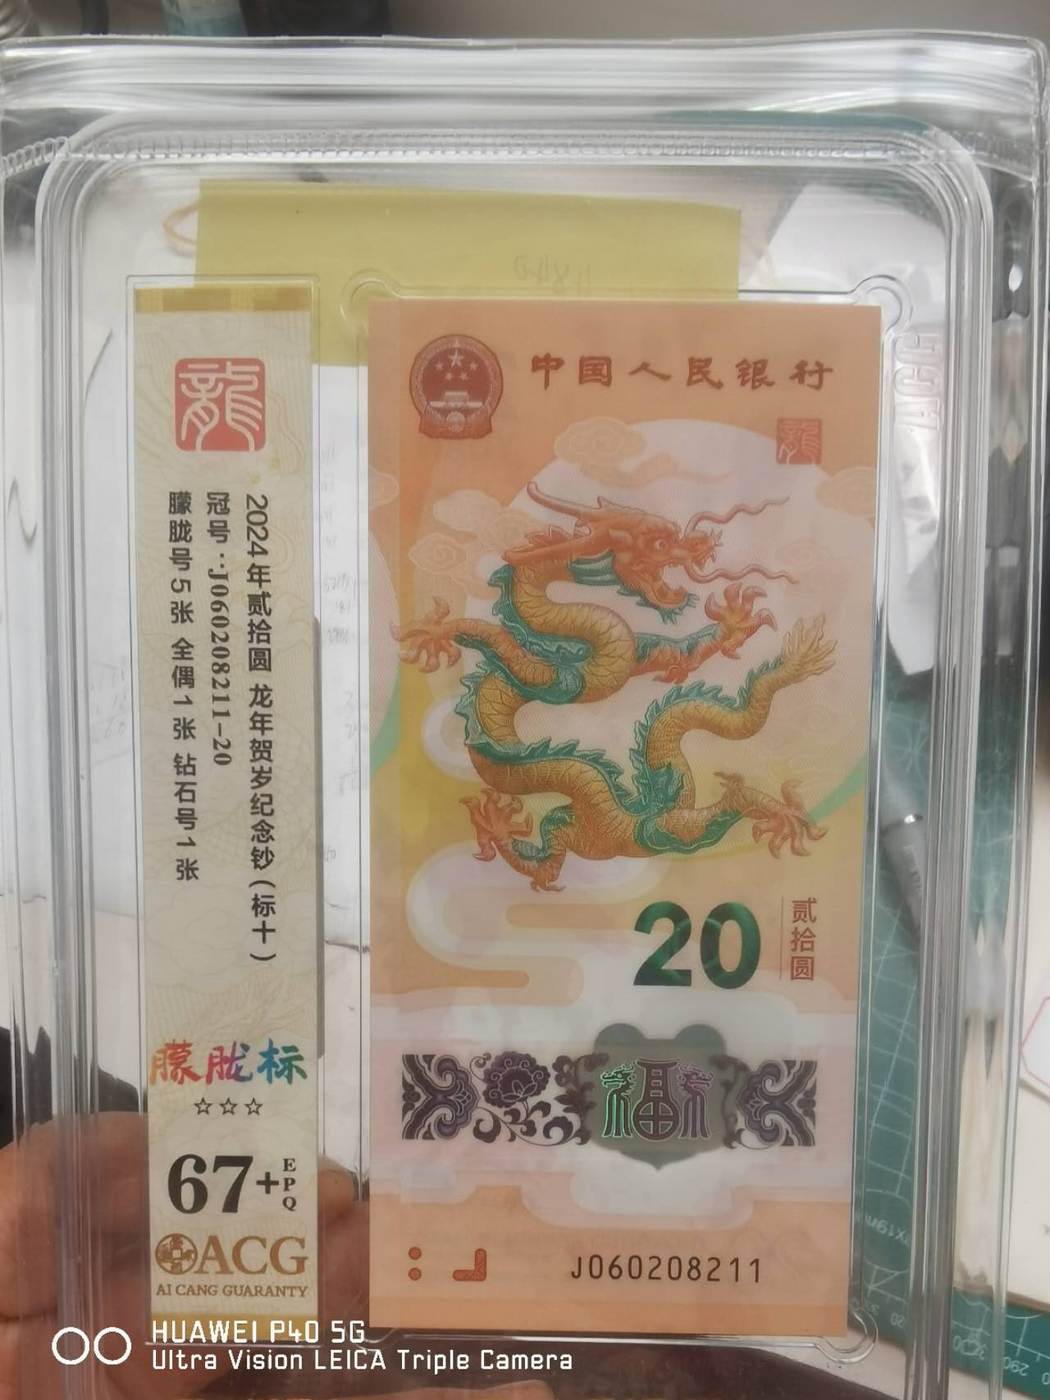 龍
2024年贰拾圆 龙年贺岁纪念钞(标十)
冠号:J060208211-20
朦胧号5张 全偶1张 钻石号1张
朦胧标
☆☆☆
67+EPQ
ACG
AI CANG GUARANTY
中国人民银行
龍
20
贰拾圆
福
J060208211
ACG
HUAWEI P40 5G
Ultra Vision LEICA Triple Camera